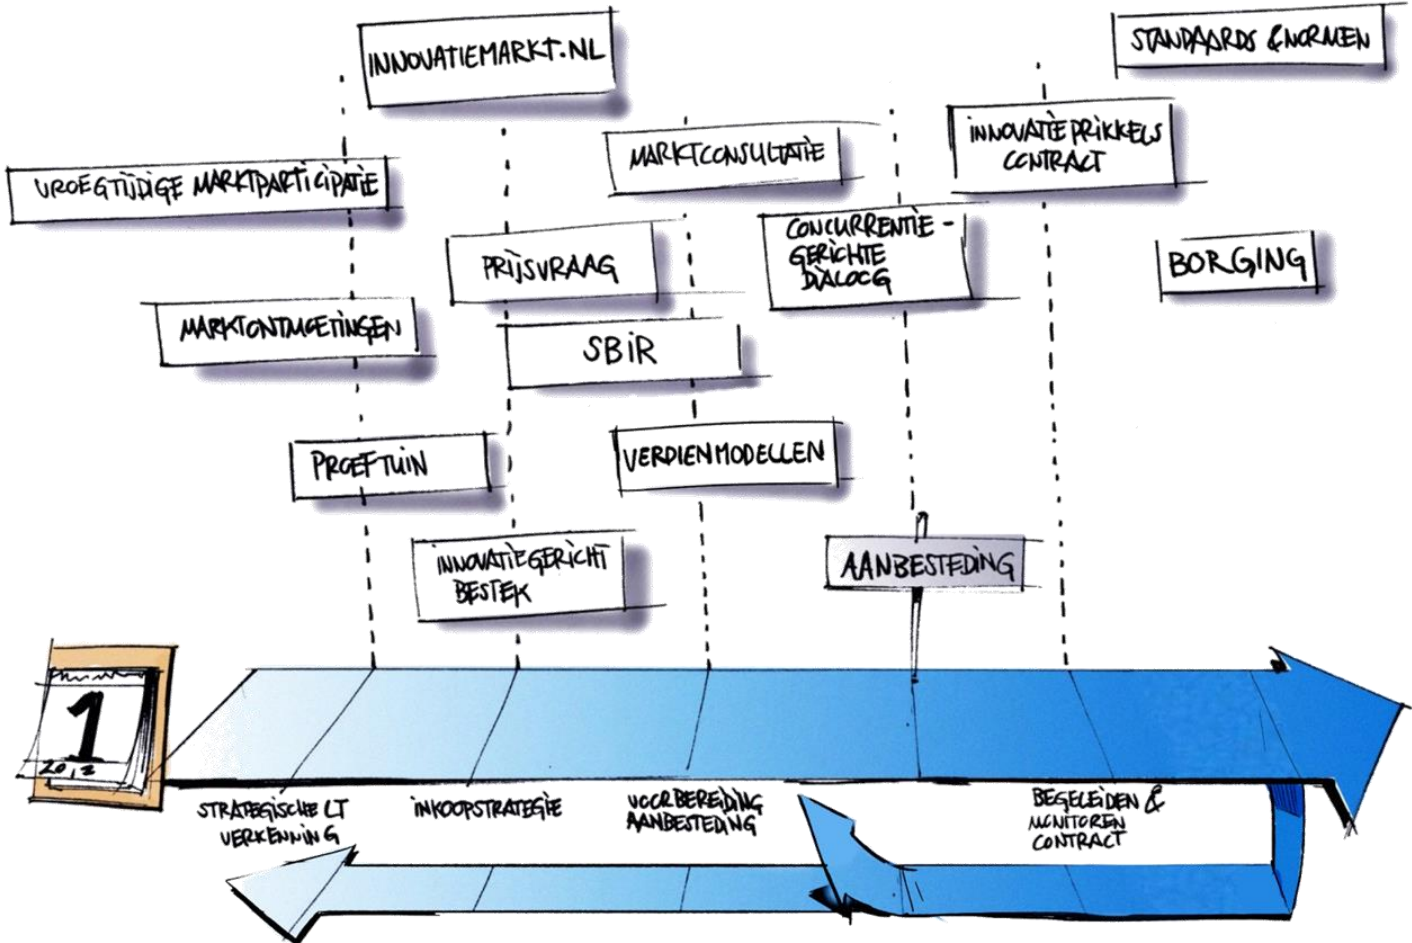 INNOVATIEMARKT.NL
STANDAARDS & NORMEN
VROEGTIJDIGE MARKTPARTICIPATIE
MARKTCONSULTATIE
INNOVATIEPRIKKELS
CONTRACT
PRIJSVRAAG
CONCURRENTIE-
GERICHTE
DIALOOG
BORGING
MARKTONTMOETINGEN
SBIR
PROEFTUIN
VERDIENMODELLEN
INNOVATIEGERICHT
BESTEK
AANBESTEDING
1
STRATEGISCHE LT
VERKENNING
INKOOPSTRATEGIE
VOORBEREIDING
AANBESTEDING
BEGELEIDEN &
MONITOREN
CONTRACT